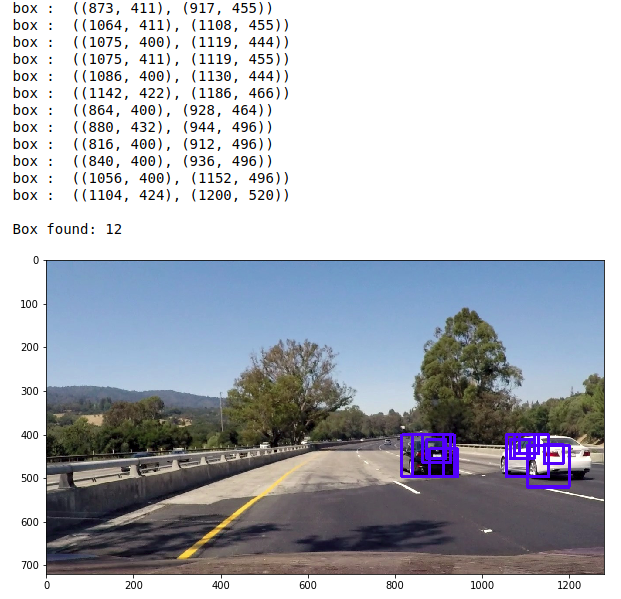 box :  ((873, 411), (917, 455))
box :  ((1064, 411), (1108, 455))
box :  ((1075, 400), (1119, 444))
box :  ((1075, 411), (1119, 455))
box :  ((1086, 400), (1130, 444))
box :  ((1142, 422), (1186, 466))
box :  ((864, 400), (928, 464))
box :  ((880, 432), (944, 496))
box :  ((816, 400), (912, 496))
box :  ((840, 400), (936, 496))
box :  ((1056, 400), (1152, 496))
box :  ((1104, 424), (1200, 520))
Box found: 12
0
100
200
300
400
500
600
700
0 200 400 600 800 1000 1200